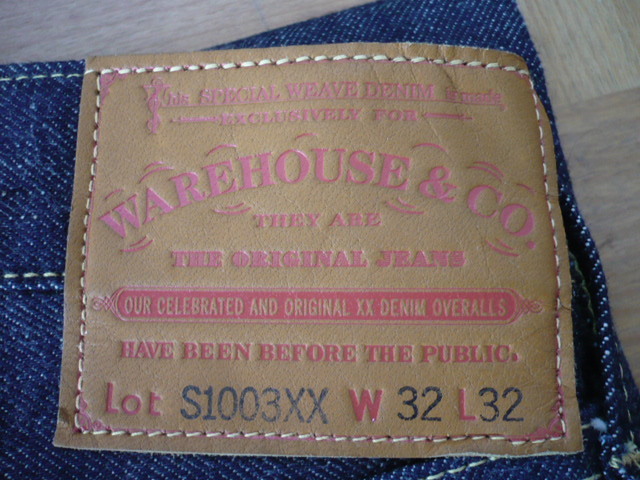 This SPECIAL WEAVE DENIM is made
EXCLUSIVELY FOR
WAREHOUSE & CO.
THEY ARE
THE ORIGINAL JEANS
OUR CELEBRATED AND ORIGINAL XX DENIM OVERALLS
HAVE BEEN BEFORE THE PUBLIC.
Lot S1003XX W 32 L32